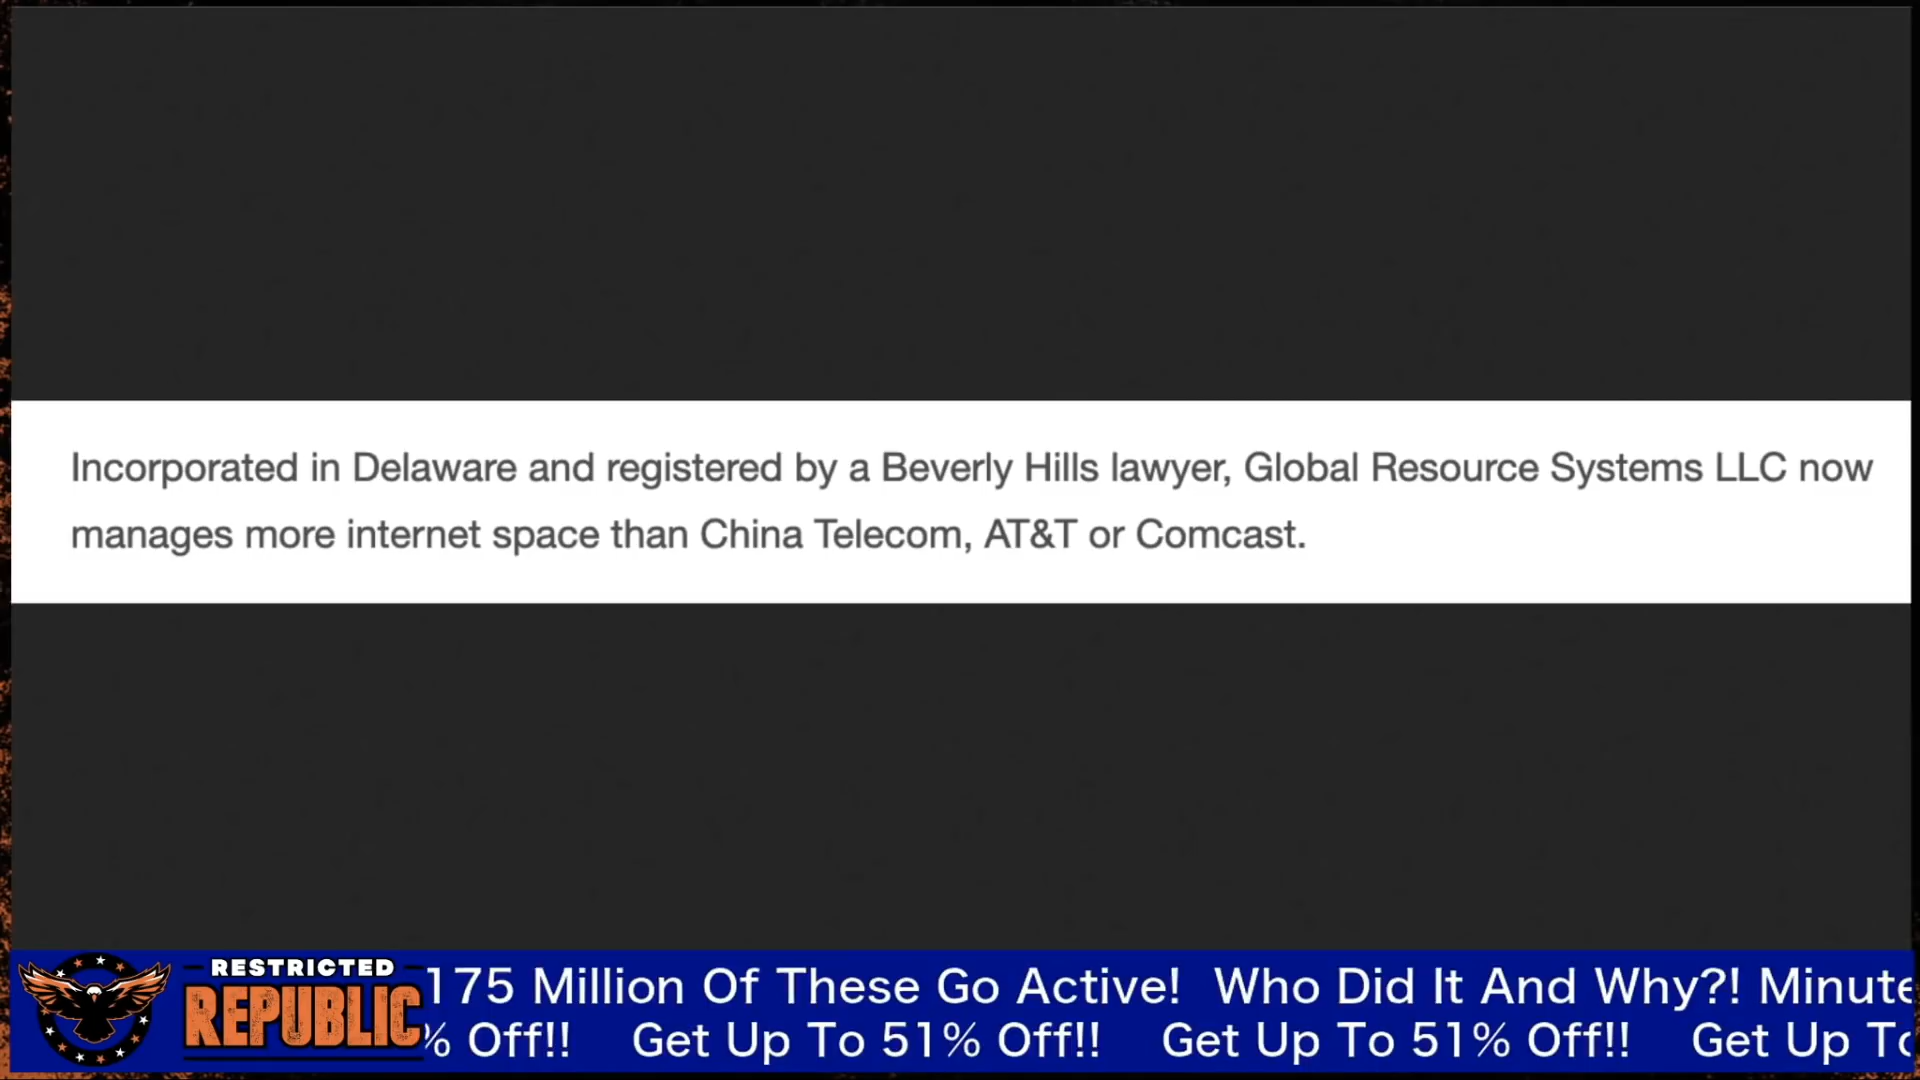 Incorporated in Delaware and registered by a Beverly Hills lawyer, Global Resource Systems LLC now
manages more internet space than China Telecom, AT&T or Comcast.
RESTRICTED
REPUBLIC
175 Million Of These Go Active! Who Did It And Why?! Minute
% Off!! Get Up To 51% Off!! Get Up To 51% Off!! Get Up To